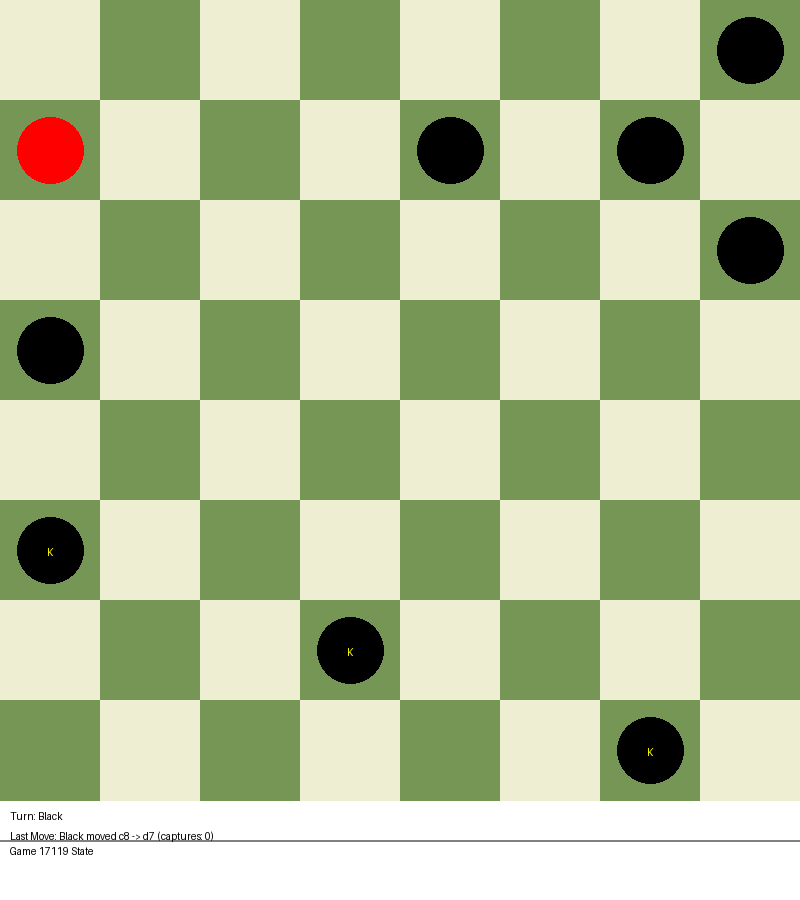 K
K
K
Turn: Black
Last Move: Black moved c8 -> d7 (captures: 0)
Game 17119 State